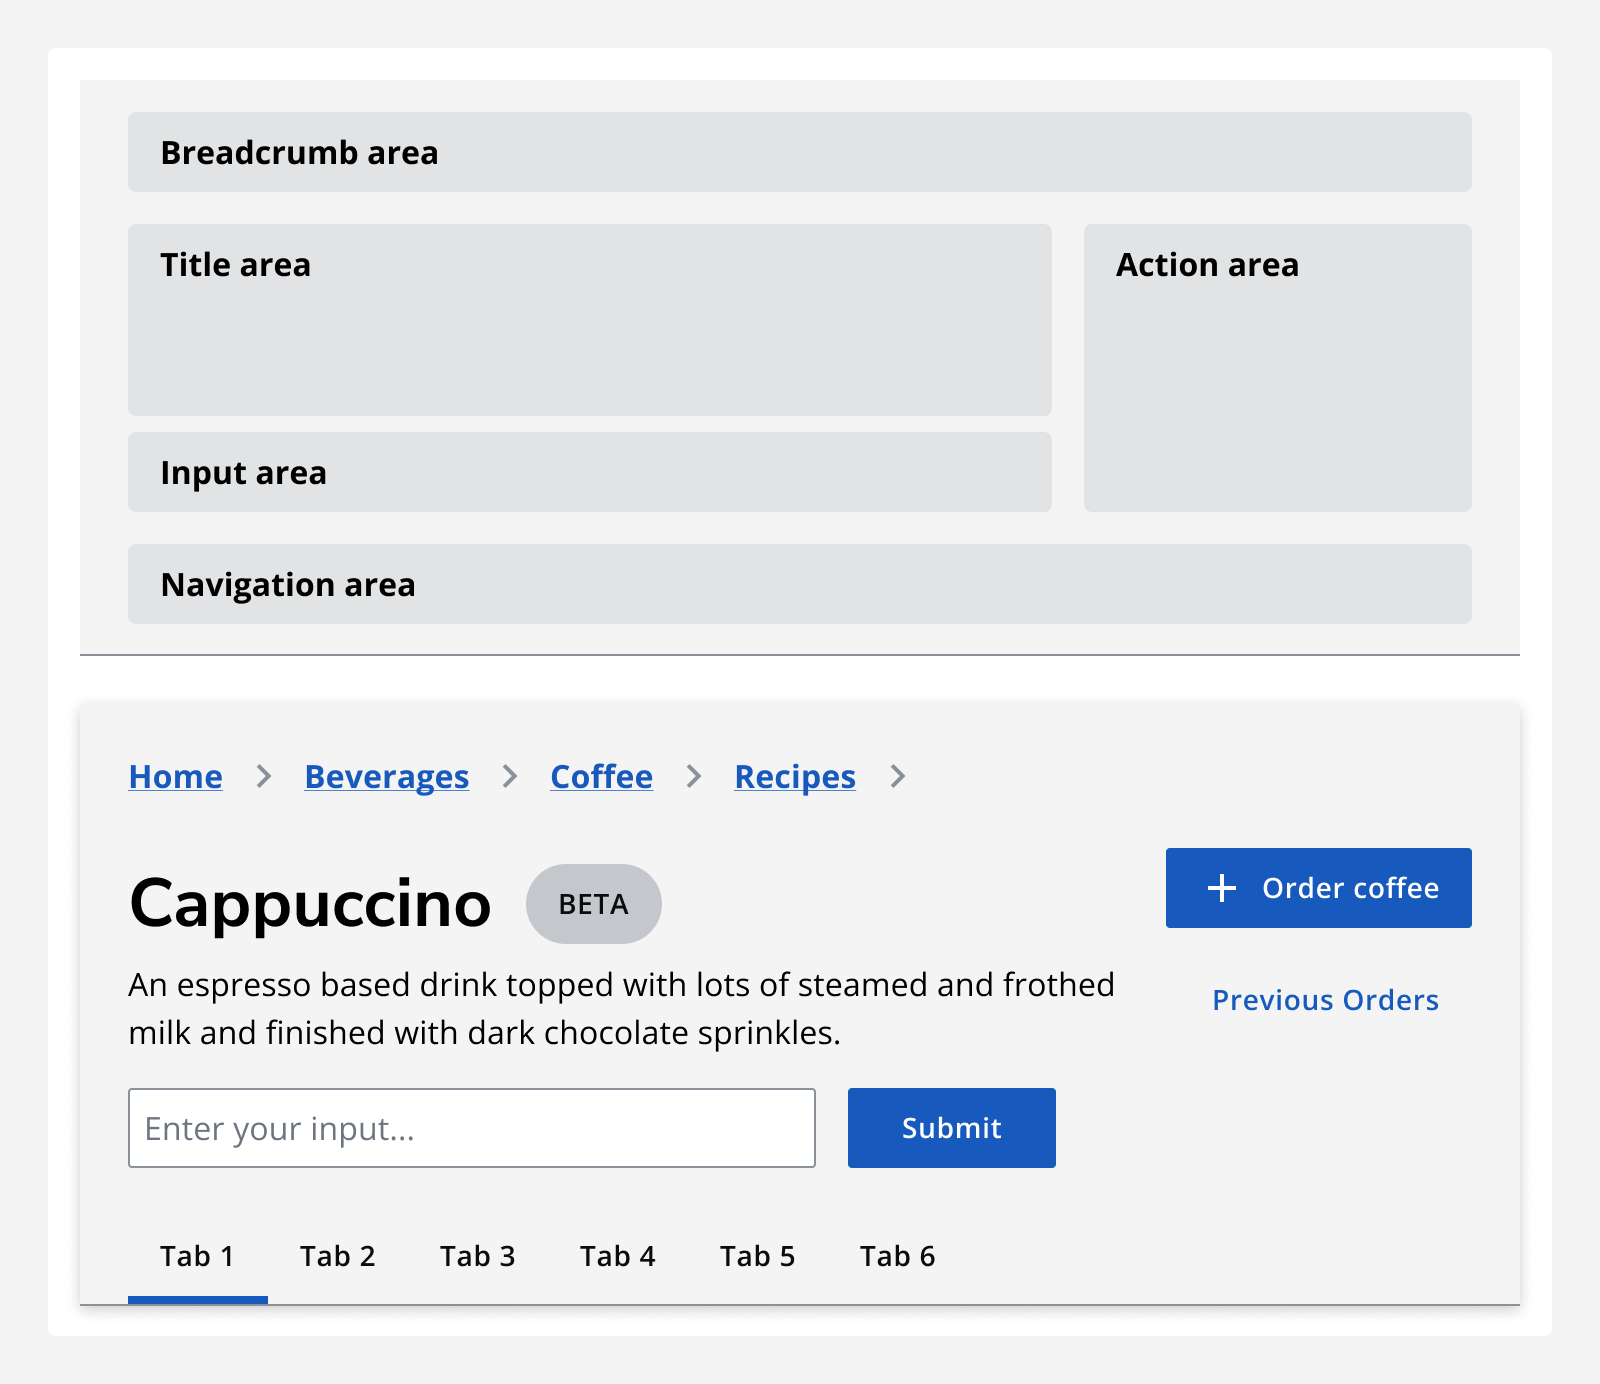 Breadcrumb area
Title area
Action area
Input area
Navigation area
Home Beverages Coffee Recipes
Cappuccino BETA
Order coffee
An espresso based drink topped with lots of steamed and frothed
milk and finished with dark chocolate sprinkles.
Previous Orders
Enter your input...
Submit
Tab 1 Tab 2 Tab 3 Tab 4 Tab 5 Tab 6